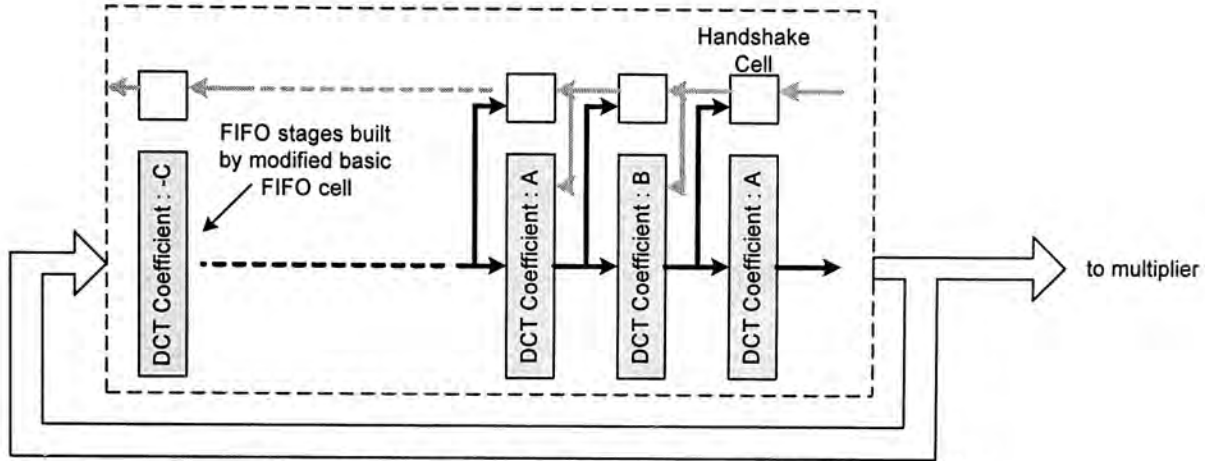 Handshake
Cell
FIFO stages built
by modified basic
FIFO cell
DCT Coefficient : -C
DCT Coefficient : A
DCT Coefficient : B
DCT Coefficient : A
to multiplier